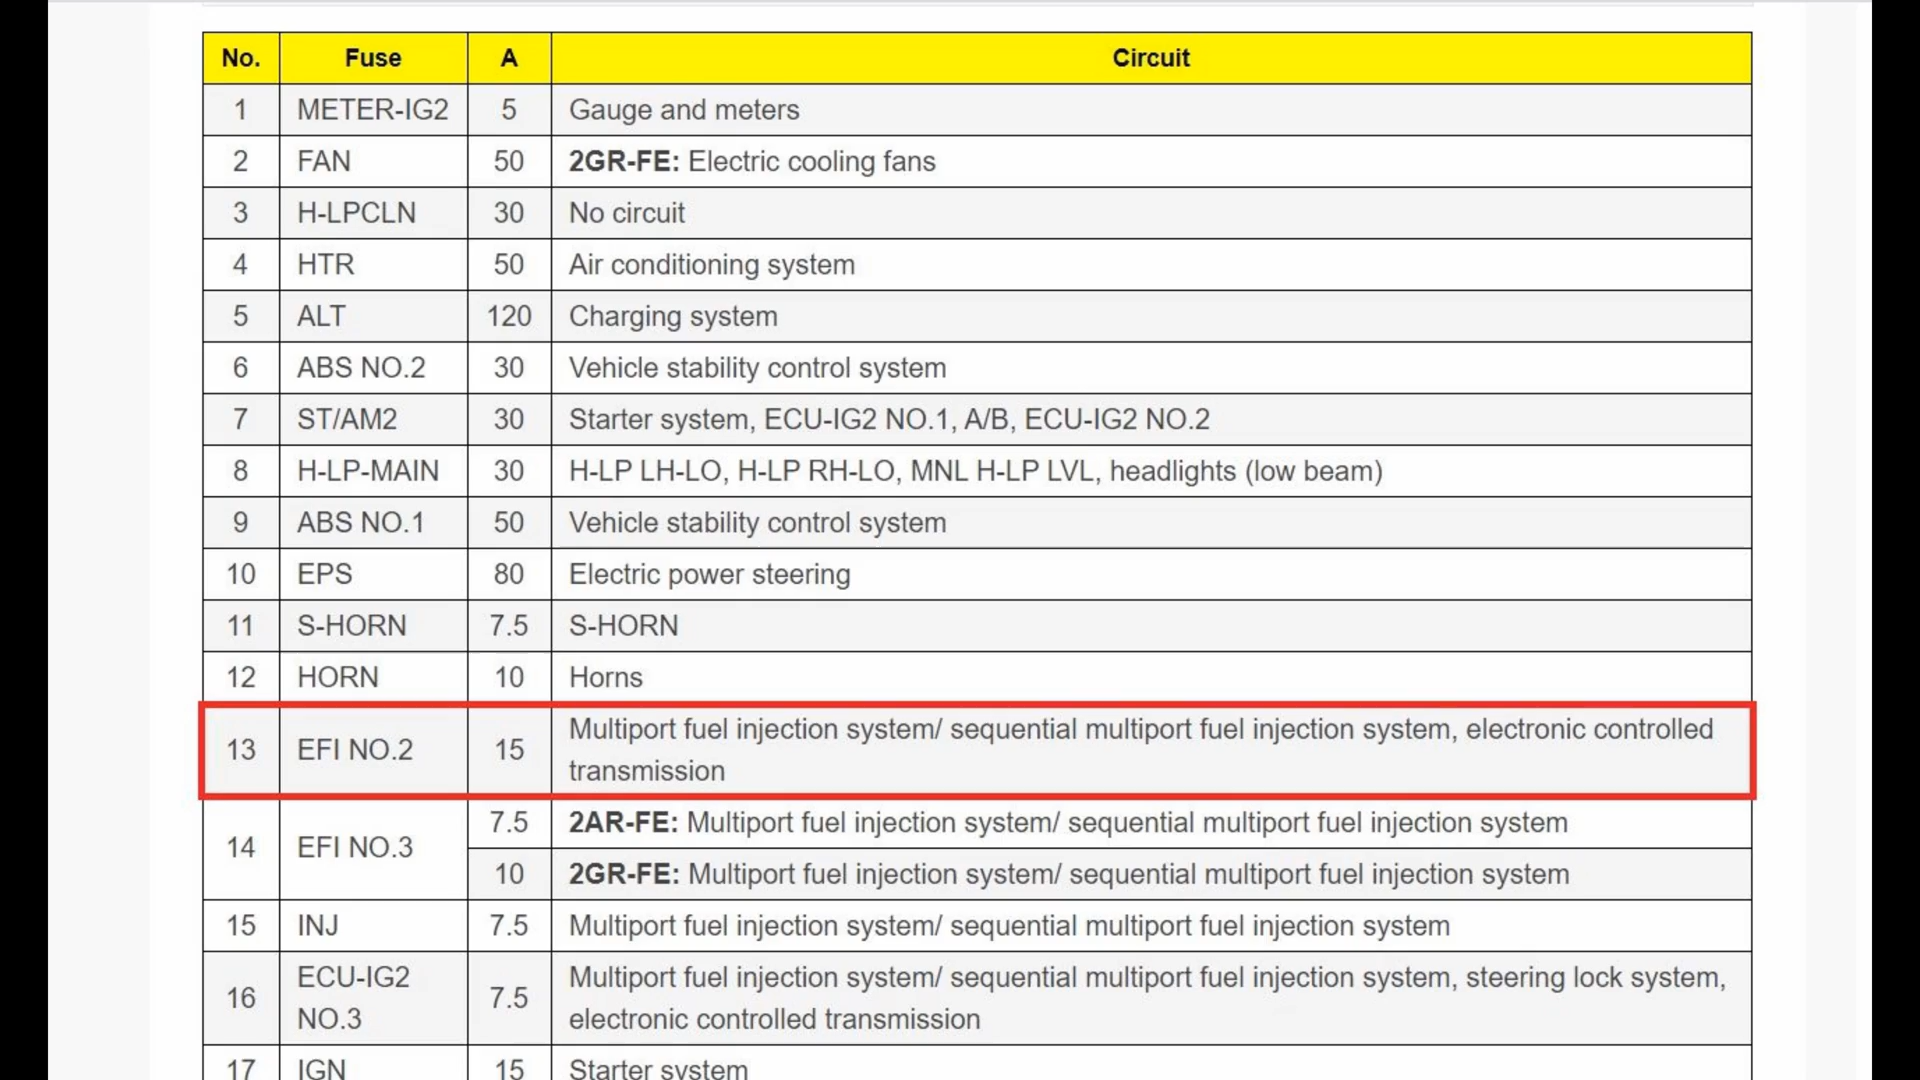 No. Fuse A Circuit
1 METER-IG2 5 Gauge and meters
2 FAN 50 2GR-FE: Electric cooling fans
3 H-LPCLN 30 No circuit
4 HTR 50 Air conditioning system
5 ALT 120 Charging system
6 ABS NO.2 30 Vehicle stability control system
7 ST/AM2 30 Starter system, ECU-IG2 NO.1, A/B, ECU-IG2 NO.2
8 H-LP-MAIN 30 H-LP LH-LO, H-LP RH-LO, MNL H-LP LVL, headlights (low beam)
9 ABS NO.1 50 Vehicle stability control system
10 EPS 80 Electric power steering
11 S-HORN 7.5 S-HORN
12 HORN 10 Horns
13 EFI NO.2 15 Multiport fuel injection system/ sequential multiport fuel injection system, electronic controlled
transmission
14 EFI NO.3 7.5 2AR-FE: Multiport fuel injection system/ sequential multiport fuel injection system
10 2GR-FE: Multiport fuel injection system/ sequential multiport fuel injection system
15 INJ 7.5 Multiport fuel injection system/ sequential multiport fuel injection system
16 ECU-IG2 7.5 Multiport fuel injection system/ sequential multiport fuel injection system, steering lock system,
NO.3 electronic controlled transmission
17 IGN 15 Starter system